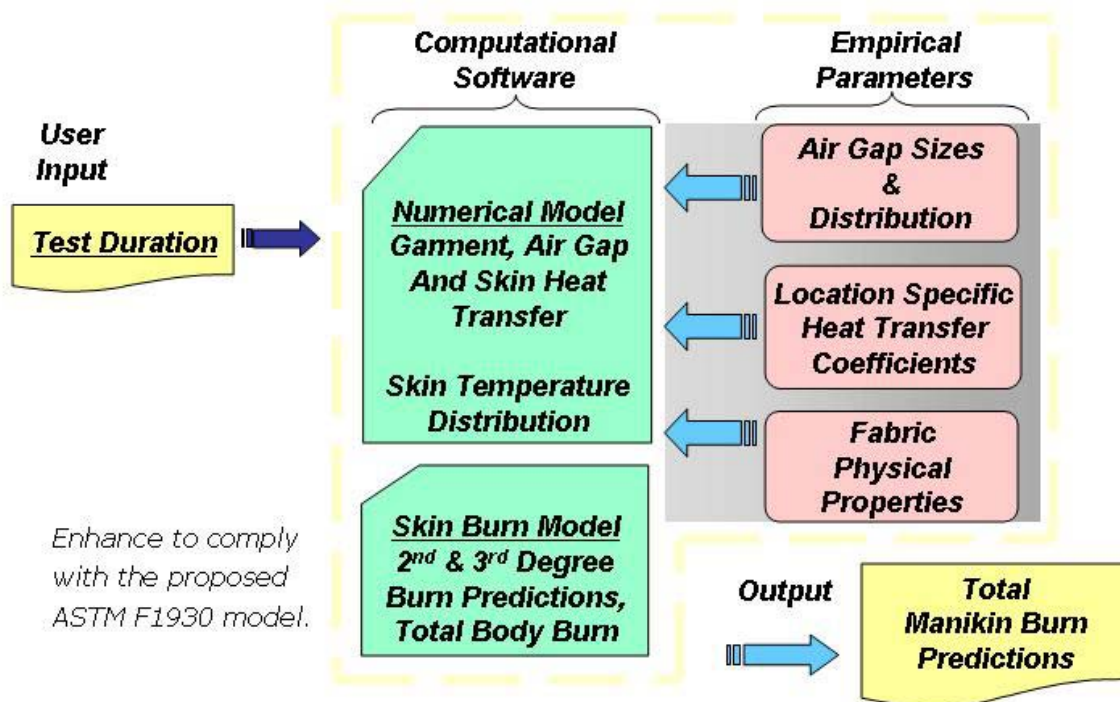 Computational
Software
Empirical
Parameters
User
Input
Test Duration
Numerical Model
Garment, Air Gap
And Skin Heat
Transfer
Skin Temperature
Distribution
Air Gap Sizes
&
Distribution
Location Specific
Heat Transfer
Coefficients
Fabric
Physical
Properties
Skin Burn Model
2nd & 3rd Degree
Burn Predictions,
Total Body Burn
Enhance to comply
with the proposed
ASTM F1930 model.
Output
Total
Manikin Burn
Predictions